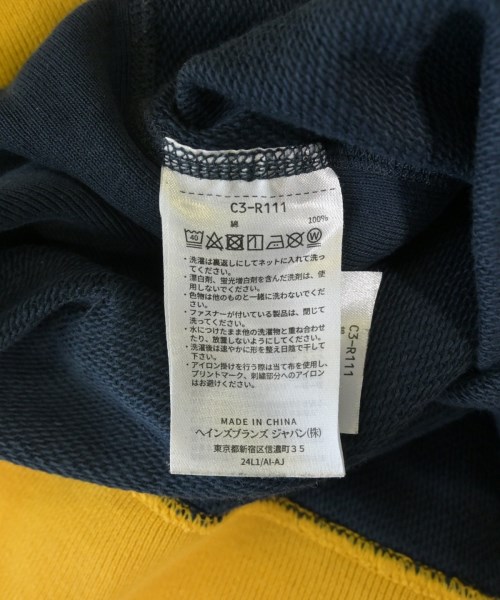 C3-R111
綿 100%
40 W
・洗濯は裏返しにしてネットに入れて洗っ
てください。
・漂白剤、蛍光増白剤を含んだ洗剤は、使
用しないでください。
・色物は他のものと一緒に洗わないでくだ
さい。
・ファスナーが付いている製品は、閉じて
洗ってください。
・水につけたまま他の洗濯物と重ね合わせ
たり、放置しないようにしてください。
・洗濯後は速やかに形を整え日陰で干して
下さい。
・アイロン掛けを行う際は当て布を使用し、
プリントマーク、刺繍部分へのアイロン
はお避けください。
MADE IN CHINA
ヘインズブランズ ジャパン(株)
東京都新宿区信濃町35
24L1/AI-AJ
C3-R111